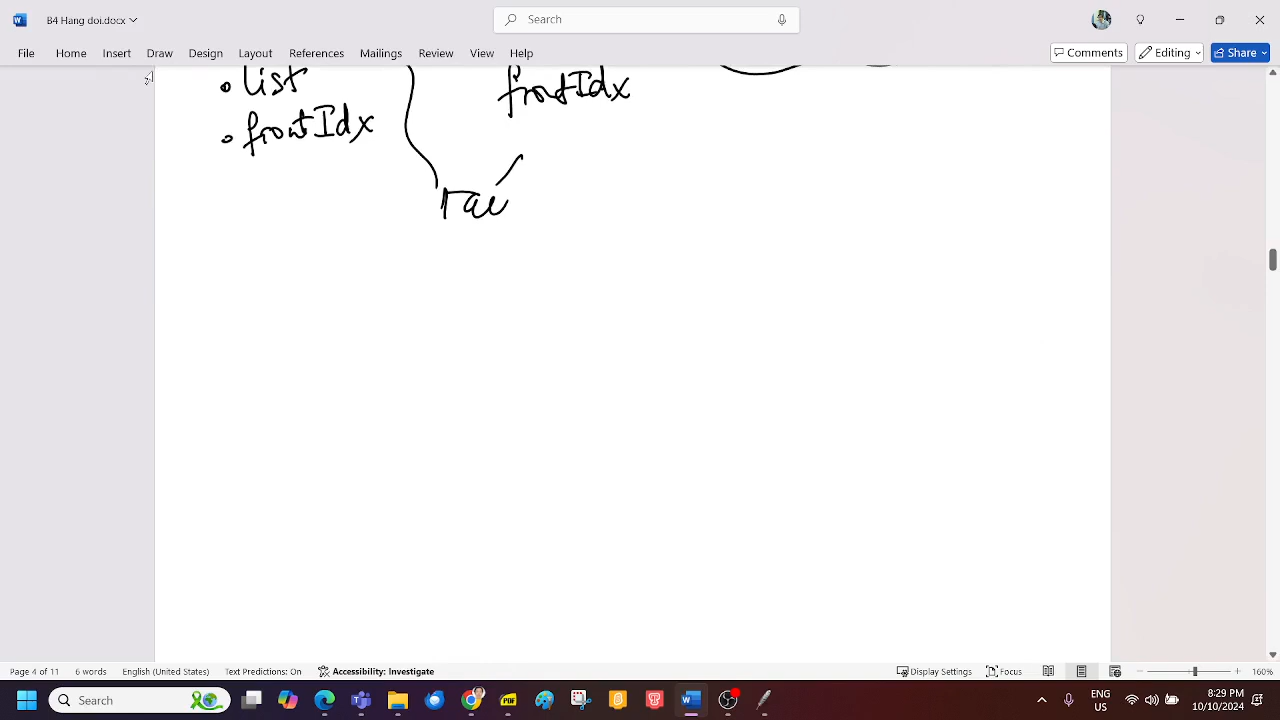 B4 Hang doi.docx
Search
File Home Insert Draw Design Layout References Mailings Review View Help
Comments Editing Share
• list
• frontIdx
frontIdx
Page 4 of 11 6 words English (United States) Text Predictions: On Accessibility: Investigate Display Settings Focus 160%
Search
PDF
ENG
US
8:29 PM
10/10/2024